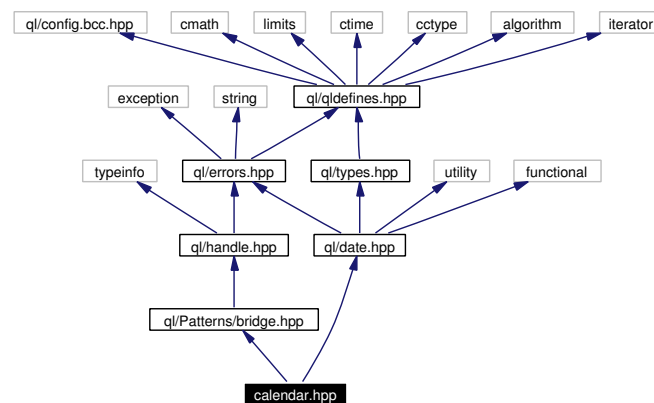 ql/config.bcc.hpp cmath limits ctime cctype algorithm iterator
exception string ql/qldefines.hpp
typeinfo ql/errors.hpp ql/types.hpp utility functional
ql/handle.hpp ql/date.hpp
ql/Patterns/bridge.hpp
calendar.hpp